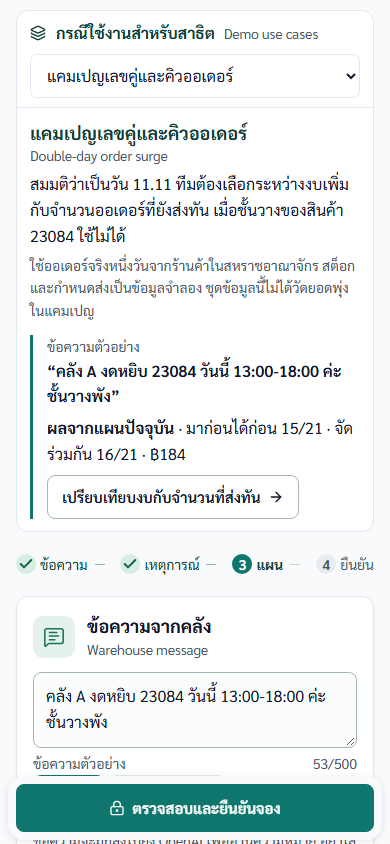 กรณีใช้งานสำหรับสาธิต Demo use cases
แคมเปญเลขคู่และคิวออเดอร์
แคมเปญเลขคู่และคิวออเดอร์
Double-day order surge
สมมติว่าเป็นวัน 11.11 ทีมต้องเลือกระหว่างงบเพิ่ม
กับจำนวนออเดอร์ที่ยังส่งทัน เมื่อชั้นวางของสินค้า
23084 ใช้ไม่ได้
ใช้ออเดอร์จริงหนึ่งวันจากร้านค้าในสหราชอาณาจักร สต็อก
และกำหนดส่งเป็นข้อมูลจำลอง ชุดข้อมูลนี้ไม่ได้วัดยอดพุ่ง
ในแคมเปญ
ข้อความตัวอย่าง
“คลัง A งดหยิบ 23084 วันนี้ 13:00-18:00 ค่ะ
ชั้นวางพัง”
ผลจากแผนปัจจุบัน · มาก่อนได้ก่อน 15/21 · จัด
ร่วมกัน 16/21 · ฿184
เปรียบเทียบงบกับจำนวนที่ส่งทัน →
ข้อความ เหตุการณ์ 3 แผน 4 ยืนยัน
ข้อความจากคลัง
Warehouse message
คลัง A งดหยิบ 23084 วันนี้ 13:00-18:00 ค่ะ
ชั้นวางพัง
ข้อความตัวอย่าง 53/500
ตรวจสอบและยืนยันจอง